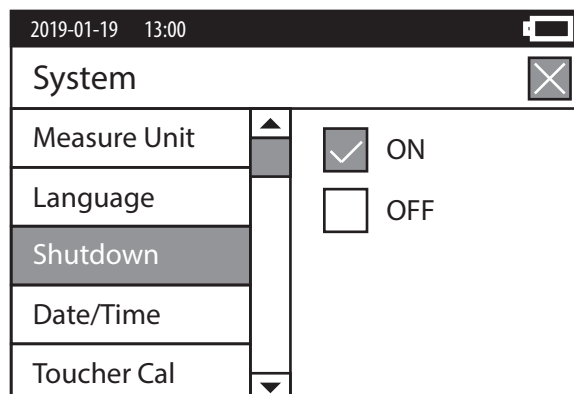 2019-01-19 13:00
System
Measure Unit
Language
Shutdown
Date/Time
Toucher Cal
ON
OFF